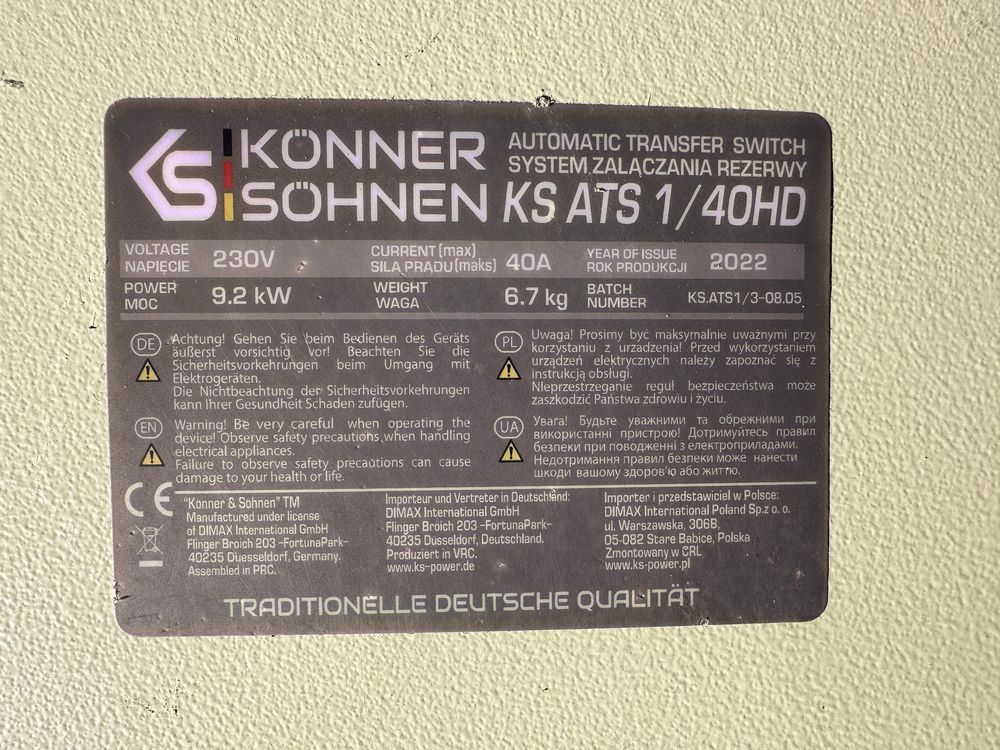 KS
KÖNNER
SÖHNEN
AUTOMATIC TRANSFER SWITCH
SYSTEM ZALĄCZANIA REZERWY
KS ATS 1/40HD
VOLTAGE
NAPIĘCIE
230V
CURRENT (max)
SILA PRĄDU (maks)
40A
YEAR OF ISSUE
ROK PRODUKCJI
2022
POWER
MOC
9.2 kW
WEIGHT
WAGA
6.7 kg
BATCH
NUMBER
KS.ATS1/3-08.05
DE
Achtung! Gehen Sie beim Bedienen des Geräts
äußerst vorsichtig vor! Beachten Sie die
Sicherheitsvorkehrungen beim Umgang mit
Elektrogeräten.
Die Nichtbeachtung der Sicherheitsvorkehrungen
kann Ihrer Gesundheit Schaden zufügen.
PL
Uwaga! Prosimy być maksymalnie uważnymi przy
korzystaniu z urządzenia! Przed wykorzystaniem
urządzeń elektrycznych należy zapoznać się z
instrukcją obsługi.
Nieprzestrzeganie reguł bezpieczeństwa może
zaszkodzić Państwa zdrowiu i życiu.
EN
Warning! Be very careful when operating the
device! Observe safety precautions when handling
electrical appliances.
Failure to observe safety precautions can cause
damage to your health or life.
UA
Увага! Будьте уважними та обрежними при
використанні пристрою! Дотримуйтесь правил
безпеки при поводженні з електроприладами.
Недотримання правил безпеки може нанести
шкоди вашому здоров'ю або життю.
CE
"Könner & Söhnen" TM
Manufactured under license
of DIMAX International GmbH
Flinger Broich 203 -FortunaPark-
40235 Duesseldorf, Germany.
Assembled in PRC.
Importeur und Vertreter in Deutschland:
DIMAX International GmbH
Flinger Broich 203 -FortunaPark-
40235 Dusseldorf, Deutschland.
Produziert in VRC.
www.ks-power.de
Importer i przedstawiciel w Polsce:
DIMAX International Poland Sp.z o. o.
ul. Warszawska, 306B,
05-082 Stare Babice, Polska
Zmontowany w CRL
www.ks-power.pl
TRADITIONELLE DEUTSCHE QUALITÄT